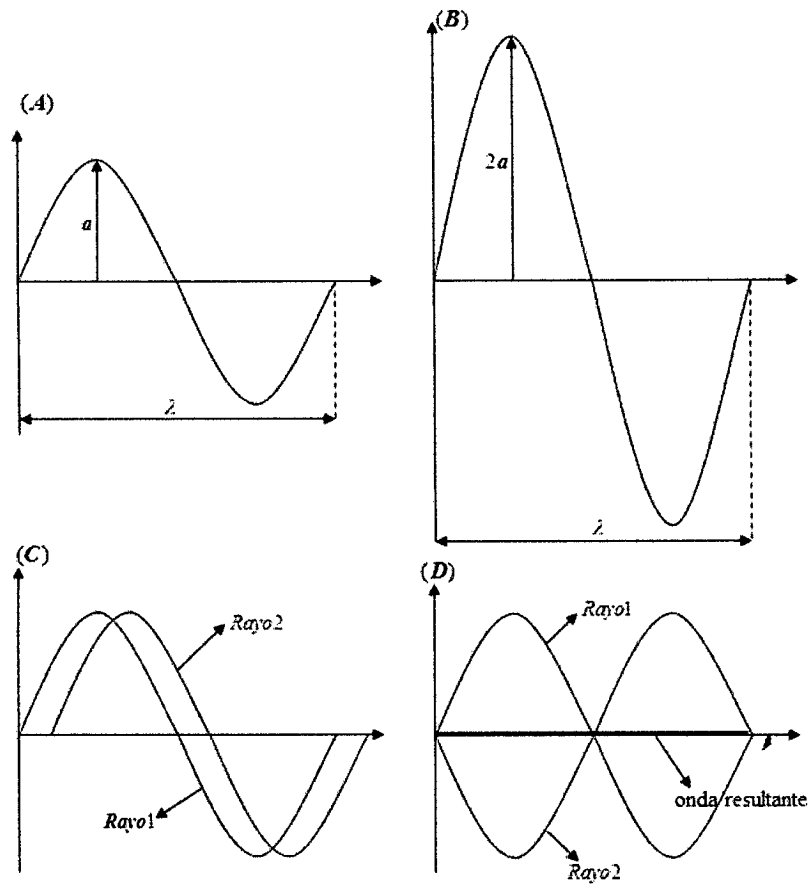 (A)
a
λ
(B)
2a
λ
(C)
Rayo2
Rayo1
(D)
Rayo1
onda resultante
Rayo2